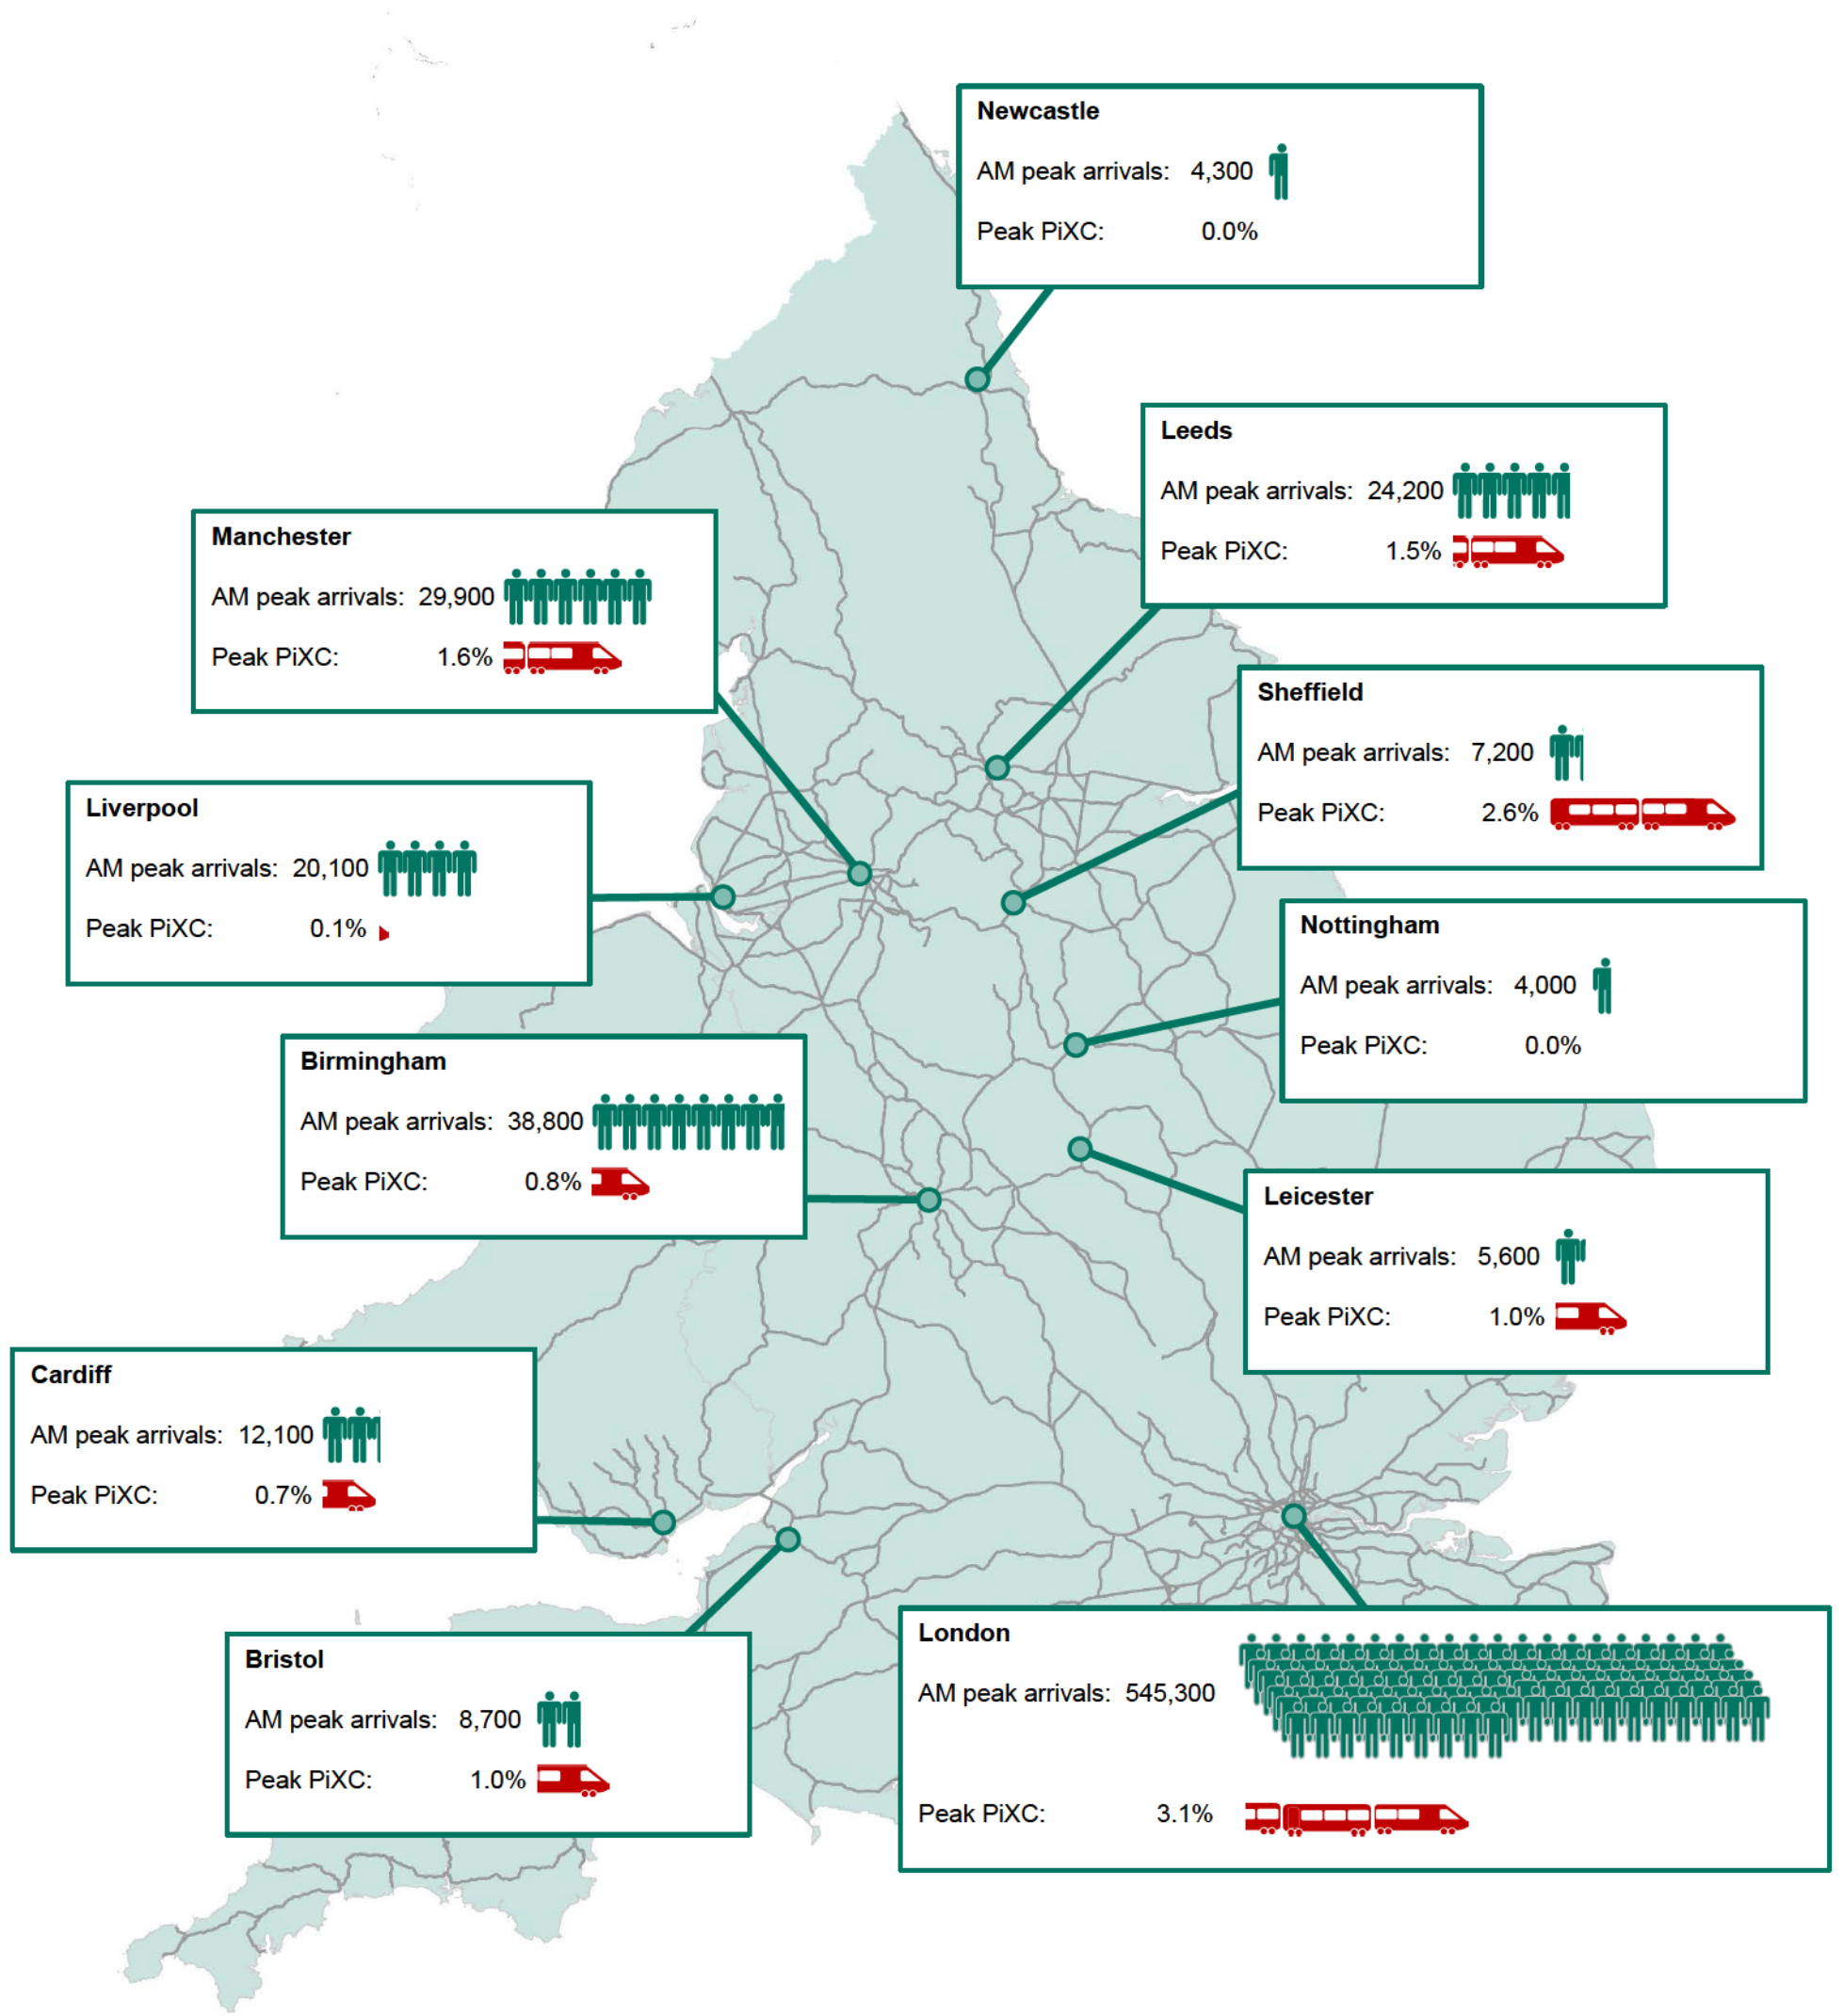 Newcastle
AM peak arrivals: 4,300
Peak PiXC: 0.0%
Leeds
AM peak arrivals: 24,200
Peak PiXC: 1.5%
Manchester
AM peak arrivals: 29,900
Peak PiXC: 1.6%
Sheffield
AM peak arrivals: 7,200
Peak PiXC: 2.6%
Liverpool
AM peak arrivals: 20,100
Peak PiXC: 0.1%
Nottingham
AM peak arrivals: 4,000
Peak PiXC: 0.0%
Birmingham
AM peak arrivals: 38,800
Peak PiXC: 0.8%
Leicester
AM peak arrivals: 5,600
Peak PiXC: 1.0%
Cardiff
AM peak arrivals: 12,100
Peak PiXC: 0.7%
London
AM peak arrivals: 545,300
Peak PiXC: 3.1%
Bristol
AM peak arrivals: 8,700
Peak PiXC: 1.0%